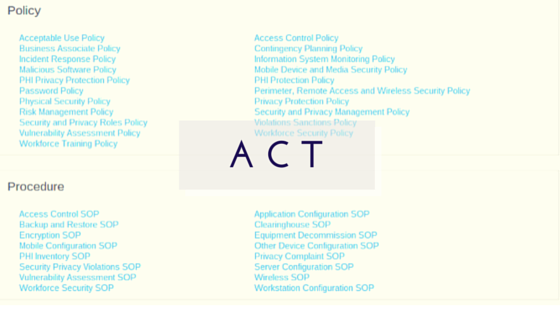 Policy
Acceptable Use Policy
Business Associate Policy
Incident Response Policy
Malicious Software Policy
PHI Privacy Protection Policy
Password Policy
Physical Security Policy
Risk Management Policy
Security and Privacy Roles Policy
Vulnerability Assessment Policy
Workforce Training Policy
Access Control Policy
Contingency Planning Policy
Information System Monitoring Policy
Mobile Device and Media Security Policy
PHI Protection Policy
Perimeter, Remote Access and Wireless Security Policy
Privacy Protection Policy
Security and Privacy Management Policy
Violations Sanctions Policy
Workforce Security Policy
ACT
Procedure
Access Control SOP
Backup and Restore SOP
Encryption SOP
Mobile Configuration SOP
PHI Inventory SOP
Security Privacy Violations SOP
Vulnerability Assessment SOP
Workforce Security SOP
Application Configuration SOP
Clearinghouse SOP
Equipment Decommission SOP
Other Device Configuration SOP
Privacy Complaint SOP
Server Configuration SOP
Wireless SOP
Workstation Configuration SOP